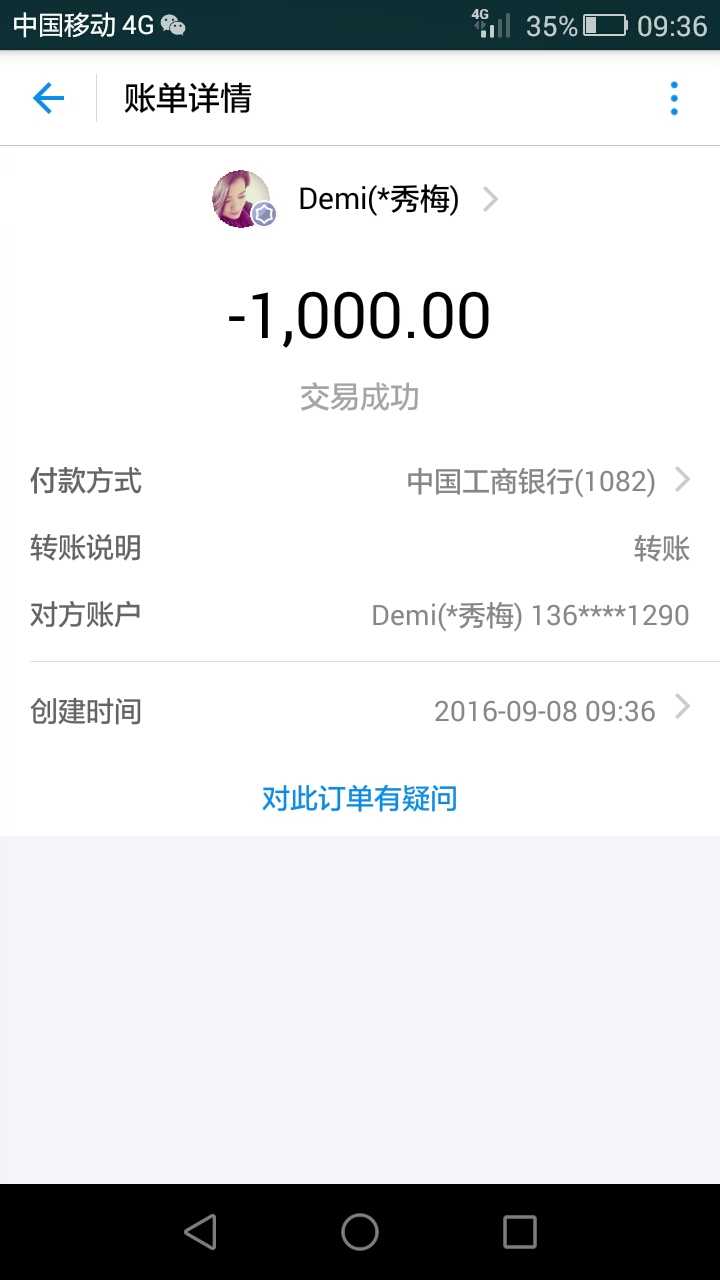 中国移动 4G 4G 35% 09:36
账单详情
Demi(*秀梅)
-1,000.00
交易成功
付款方式 中国工商银行(1082)
转账说明 转账
对方账户 Demi(*秀梅) 136****1290
创建时间 2016-09-08 09:36
对此订单有疑问